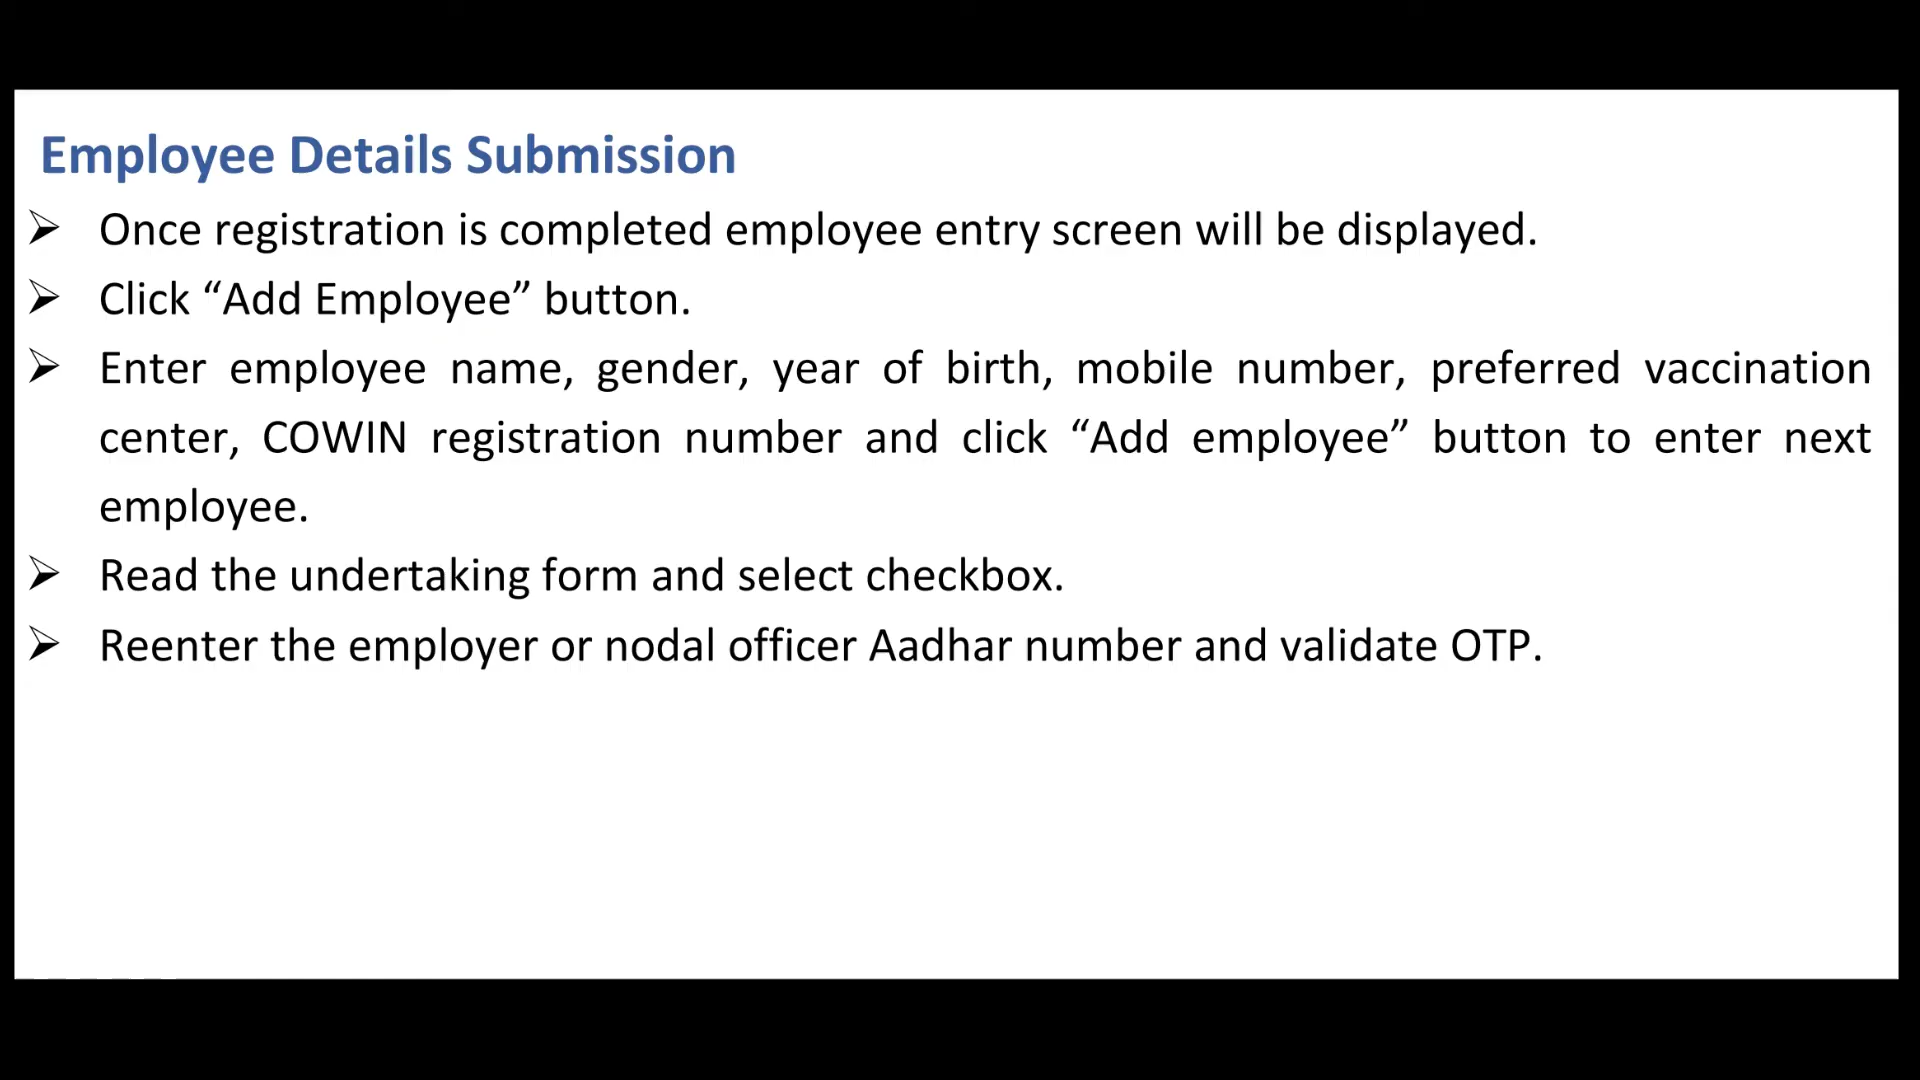 Employee Details Submission
➢ Once registration is completed employee entry screen will be displayed.
➢ Click “Add Employee” button.
➢ Enter employee name, gender, year of birth, mobile number, preferred vaccination
center, COWIN registration number and click “Add employee” button to enter next
employee.
➢ Read the undertaking form and select checkbox.
➢ Reenter the employer or nodal officer Aadhar number and validate OTP.